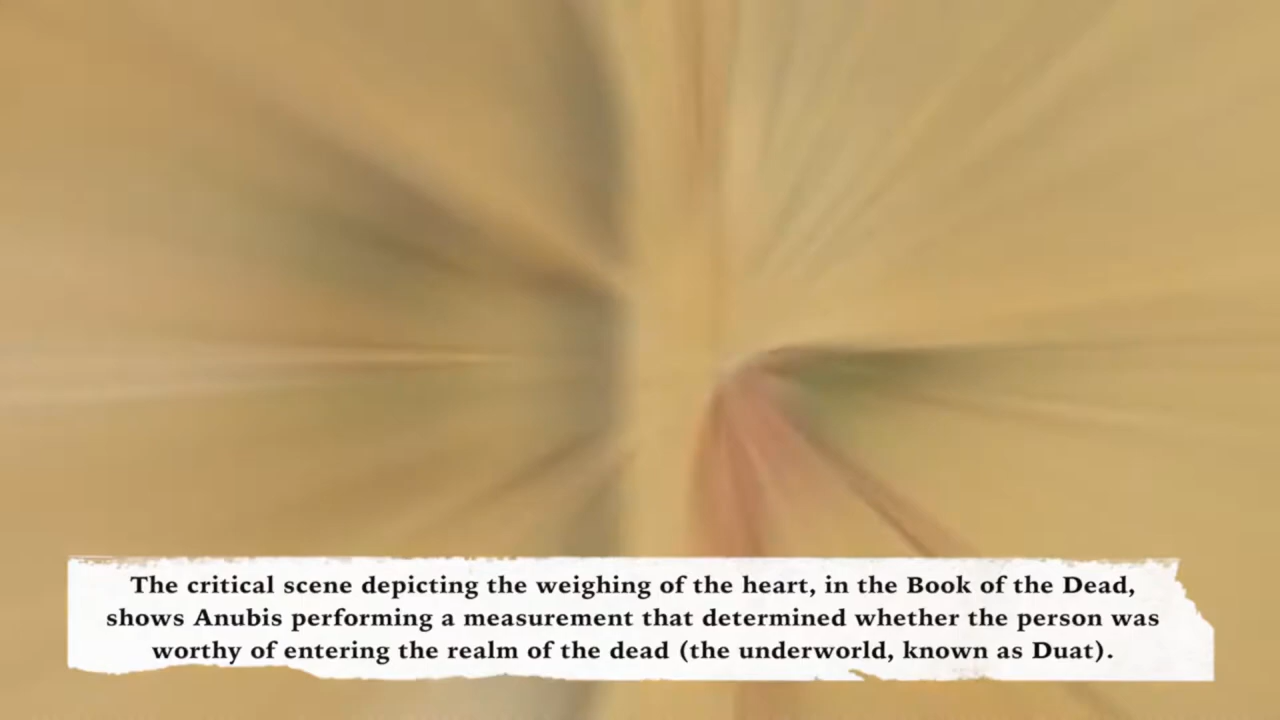 The critical scene depicting the weighing of the heart, in the Book of the Dead,
shows Anubis performing a measurement that determined whether the person was
worthy of entering the realm of the dead (the underworld, known as Duat).